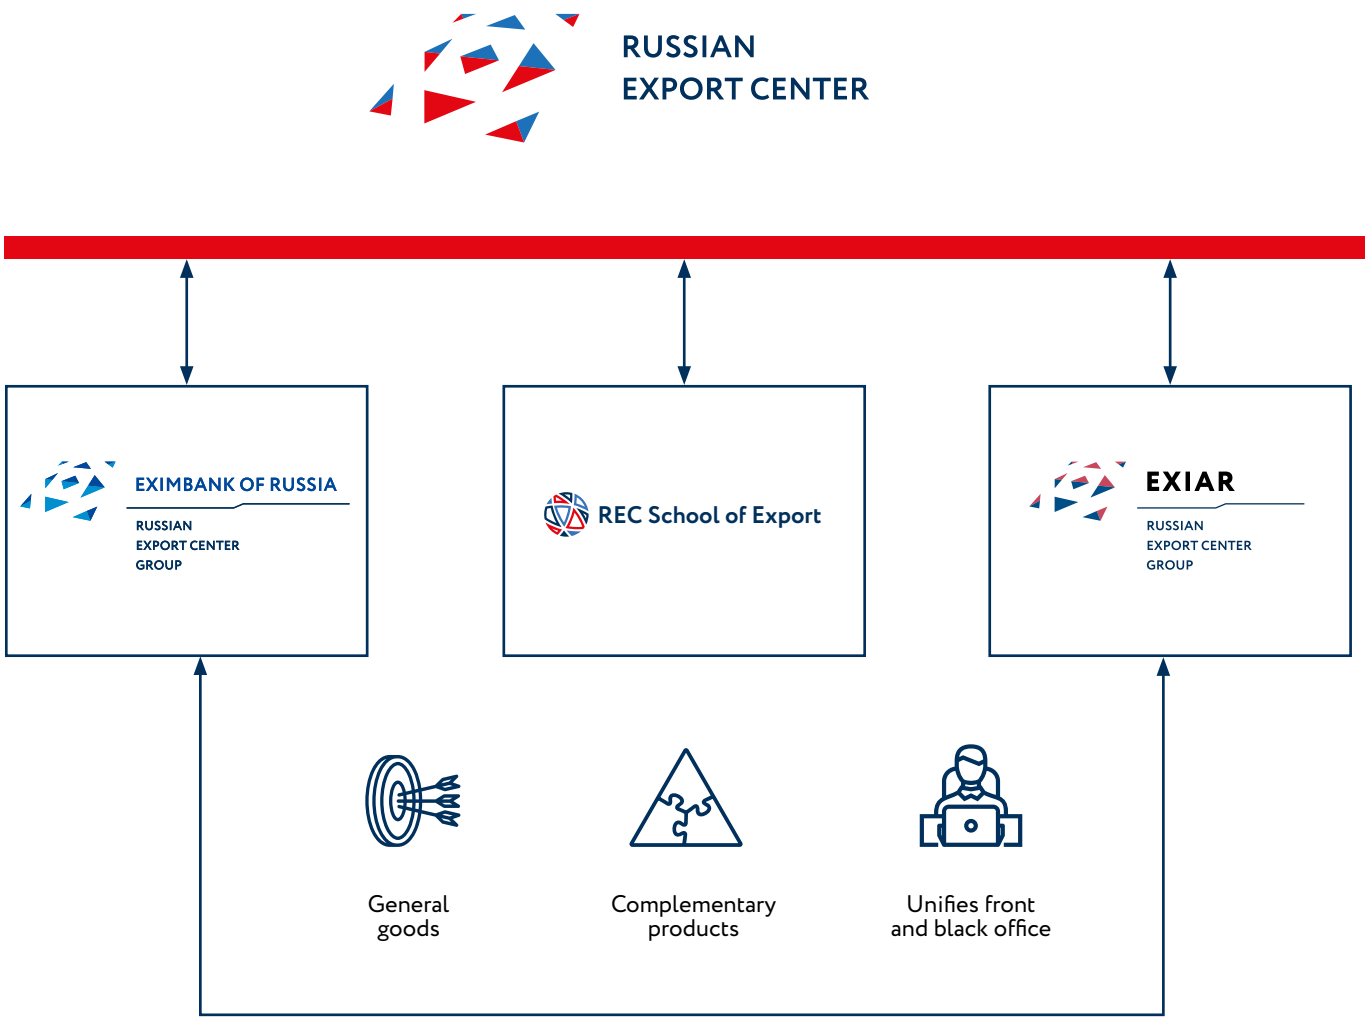 RUSSIAN
EXPORT CENTER
EXIMBANK OF RUSSIA
RUSSIAN
EXPORT CENTER
GROUP
REC School of Export
EXIAR
RUSSIAN
EXPORT CENTER
GROUP
General
goods
Complementary
products
Unifies front
and black office